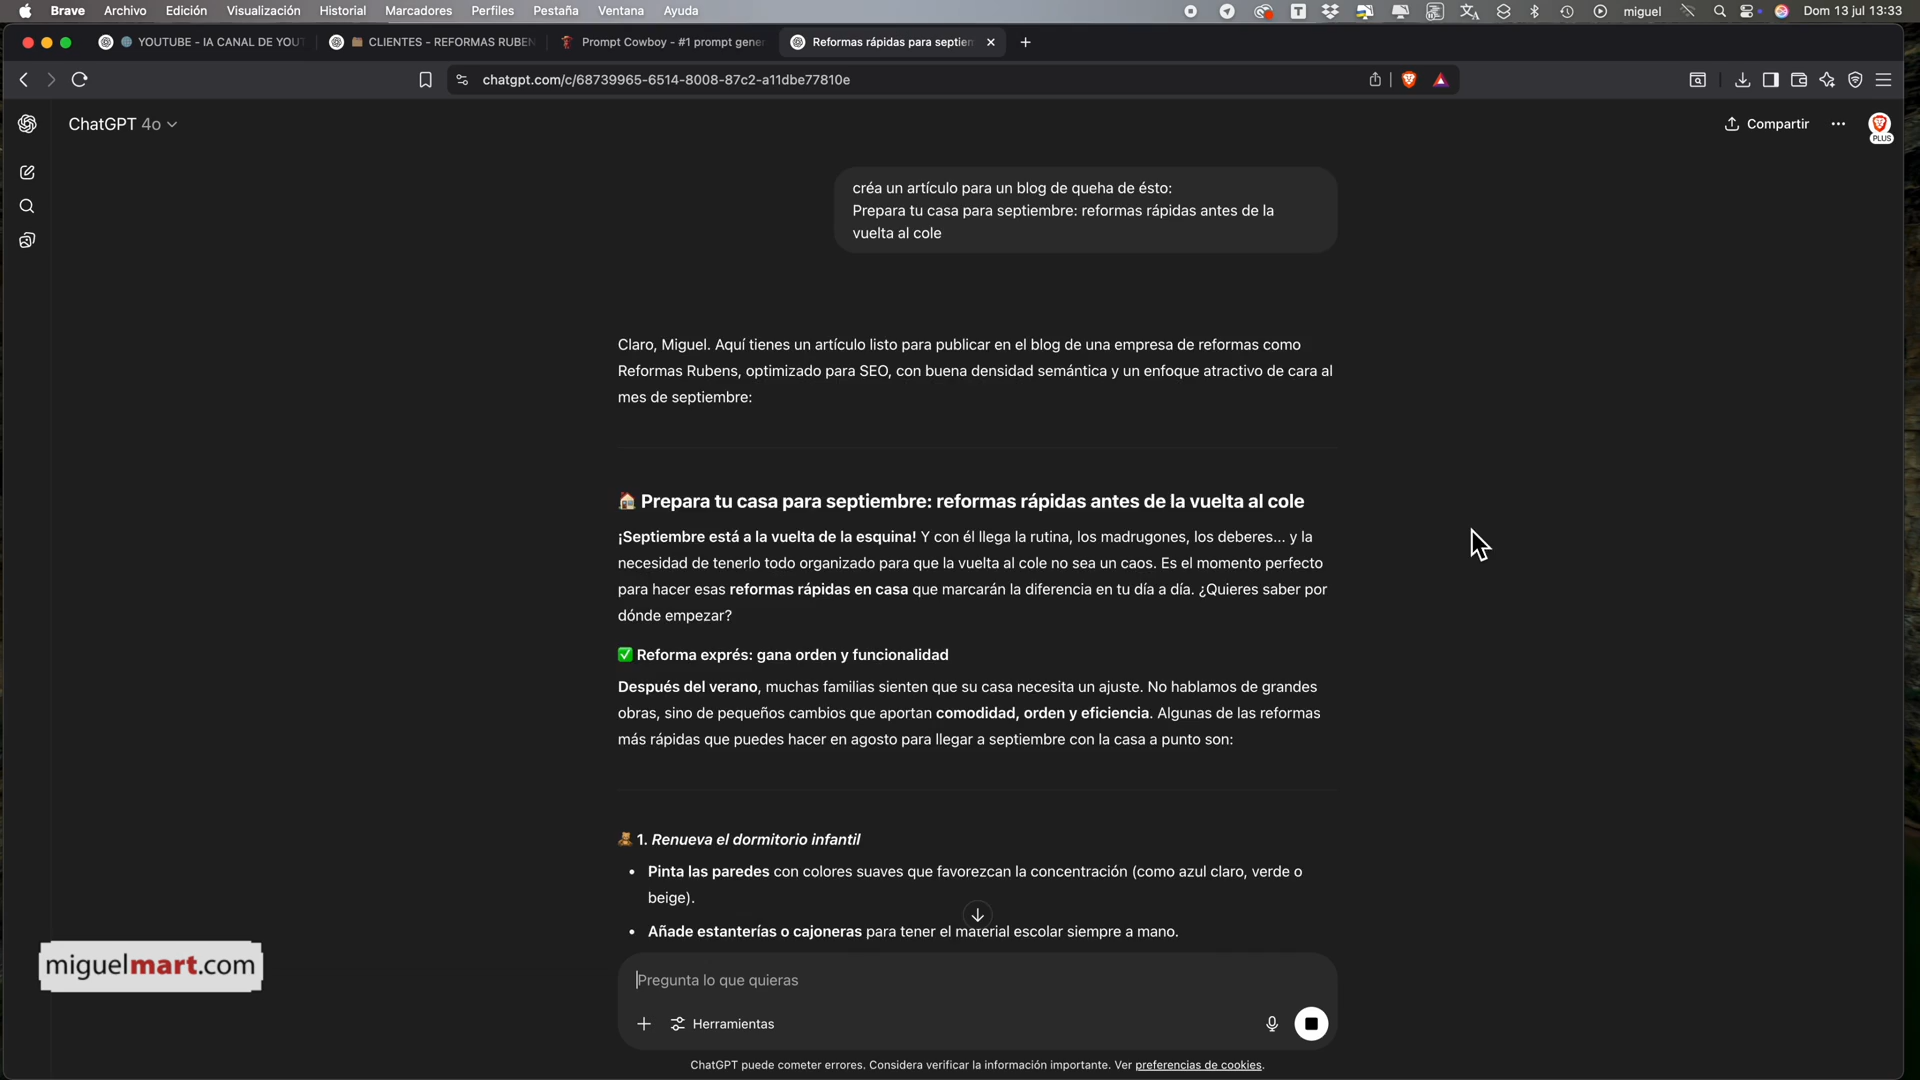 Brave Archivo Edición Visualización Historial Marcadores Perfiles Pestaña Ventana Ayuda miguel Dom 13 jul 13:33
YOUTUBE - IA CANAL DE YOUT CLIENTES - REFORMAS RUBEN Prompt Cowboy - #1 prompt gener Reformas rápidas para septiem
chatgpt.com/c/68739965-6514-8008-87c2-a11dbe77810e
ChatGPT 4o Compartir
PLUS
créa un artículo para un blog de queha de ésto:
Prepara tu casa para septiembre: reformas rápidas antes de la
vuelta al cole
Claro, Miguel. Aquí tienes un artículo listo para publicar en el blog de una empresa de reformas como
Reformas Rubens, optimizado para SEO, con buena densidad semántica y un enfoque atractivo de cara al
mes de septiembre:
🏠 Prepara tu casa para septiembre: reformas rápidas antes de la vuelta al cole
¡Septiembre está a la vuelta de la esquina! Y con él llega la rutina, los madrugones, los deberes... y la
necesidad de tenerlo todo organizado para que la vuelta al cole no sea un caos. Es el momento perfecto
para hacer esas reformas rápidas en casa que marcarán la diferencia en tu día a día. ¿Quieres saber por
dónde empezar?
✅ Reforma exprés: gana orden y funcionalidad
Después del verano, muchas familias sienten que su casa necesita un ajuste. No hablamos de grandes
obras, sino de pequeños cambios que aportan comodidad, orden y eficiencia. Algunas de las reformas
más rápidas que puedes hacer en agosto para llegar a septiembre con la casa a punto son:
🧸 1. Renueva el dormitorio infantil
• Pinta las paredes con colores suaves que favorezcan la concentración (como azul claro, verde o
beige).
• Añade estanterías o cajoneras para tener el material escolar siempre a mano.
miguelmart.com
Pregunta lo que quieras
Herramientas
ChatGPT puede cometer errores. Considera verificar la información importante. Ver preferencias de cookies.